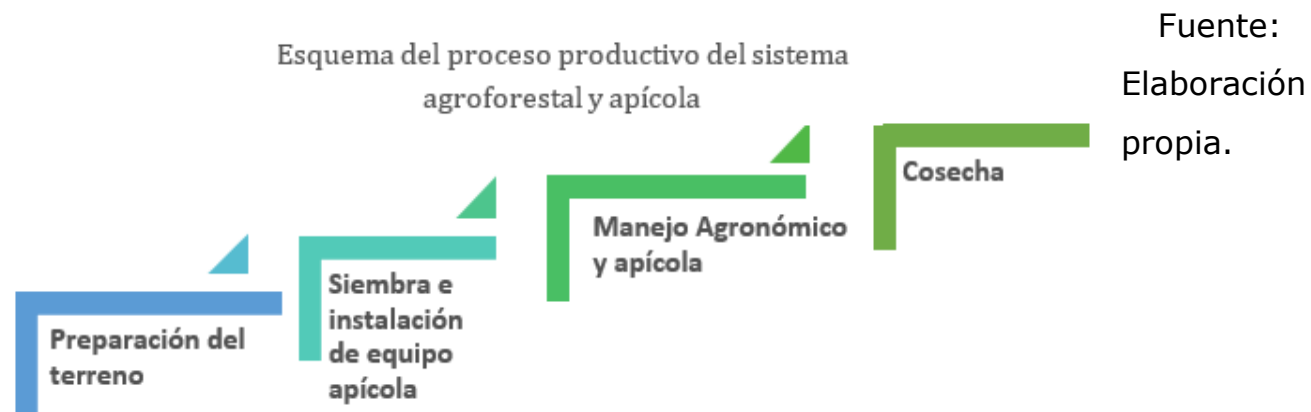 Esquema del proceso productivo del sistema
agroforestal y apícola
Fuente:
Elaboración
propia.
Preparación del
terreno
Siembra e
instalación
de equipo
apícola
Manejo Agronómico
y apícola
Cosecha